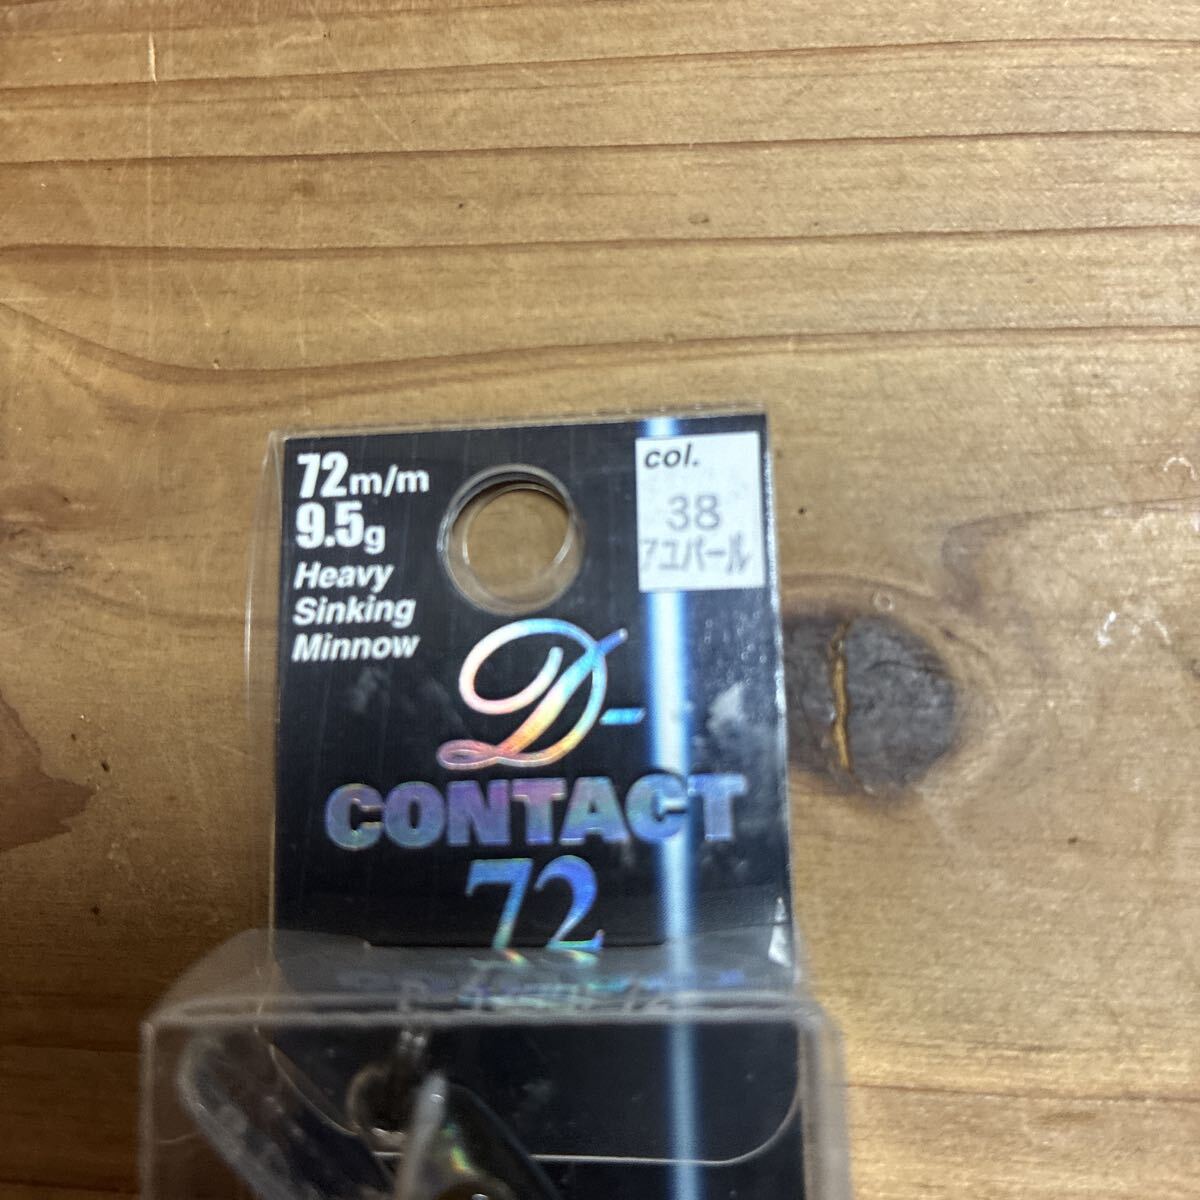 72m/m
9.5g
Heavy
Sinking
Minnow
col.
38
アユパール
D-
CONTACT
72